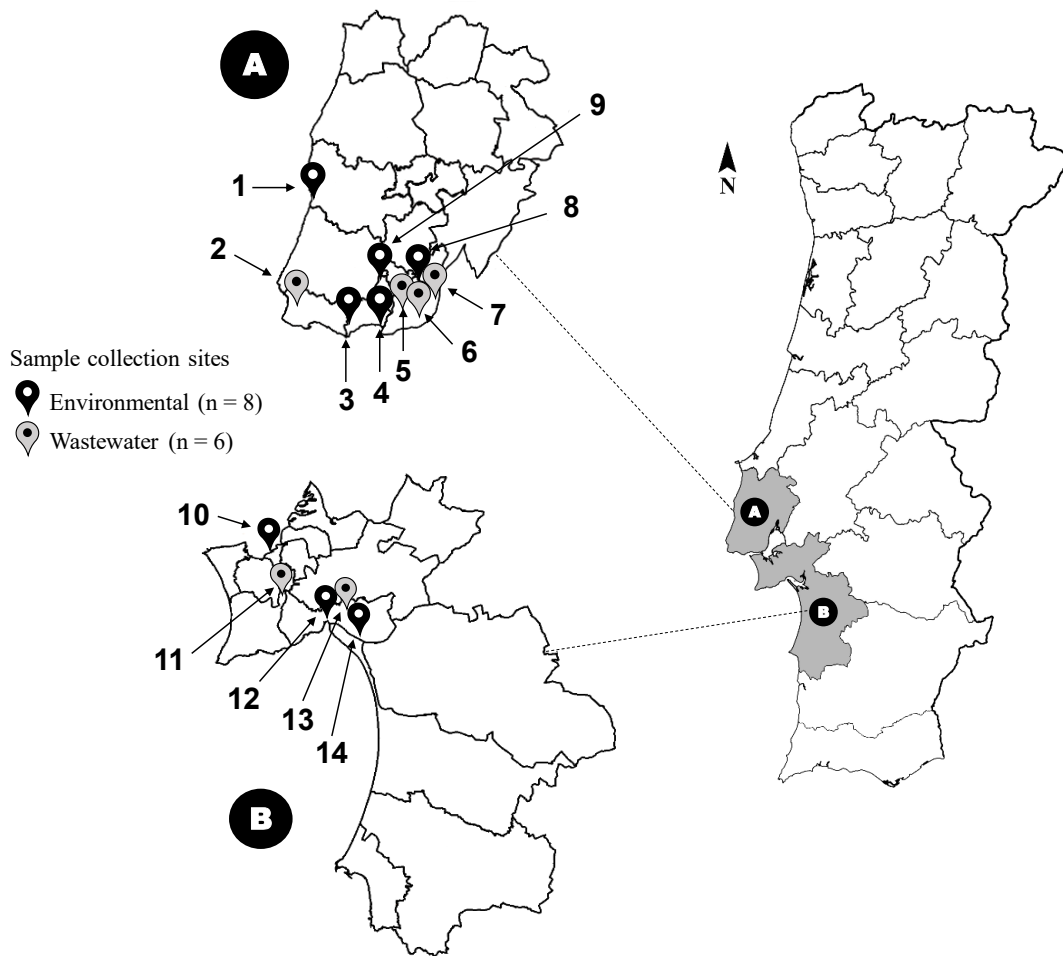 A
9
1
8
2
7
6
5
4
3
Sample collection sites
Environmental (n = 8)
Wastewater (n = 6)
10
11
12
13
14
B
N
A
B